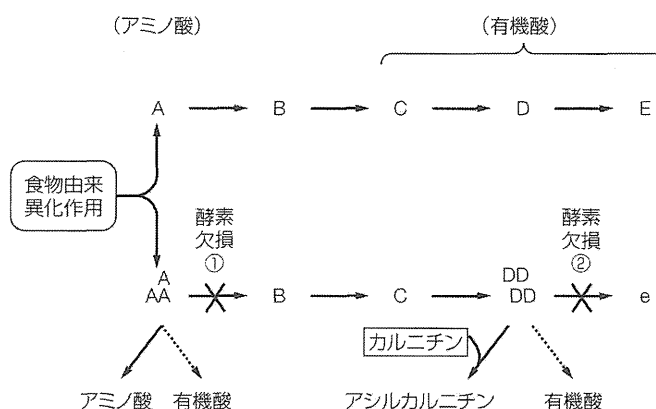 (アミノ酸) (有機酸)
A B C D E
食物由来
異化作用
酵素 酵素
欠損 欠損
① ②
A DD
AA B C DD e
カルニチン
アミノ酸 有機酸 アシルカルニチン 有機酸